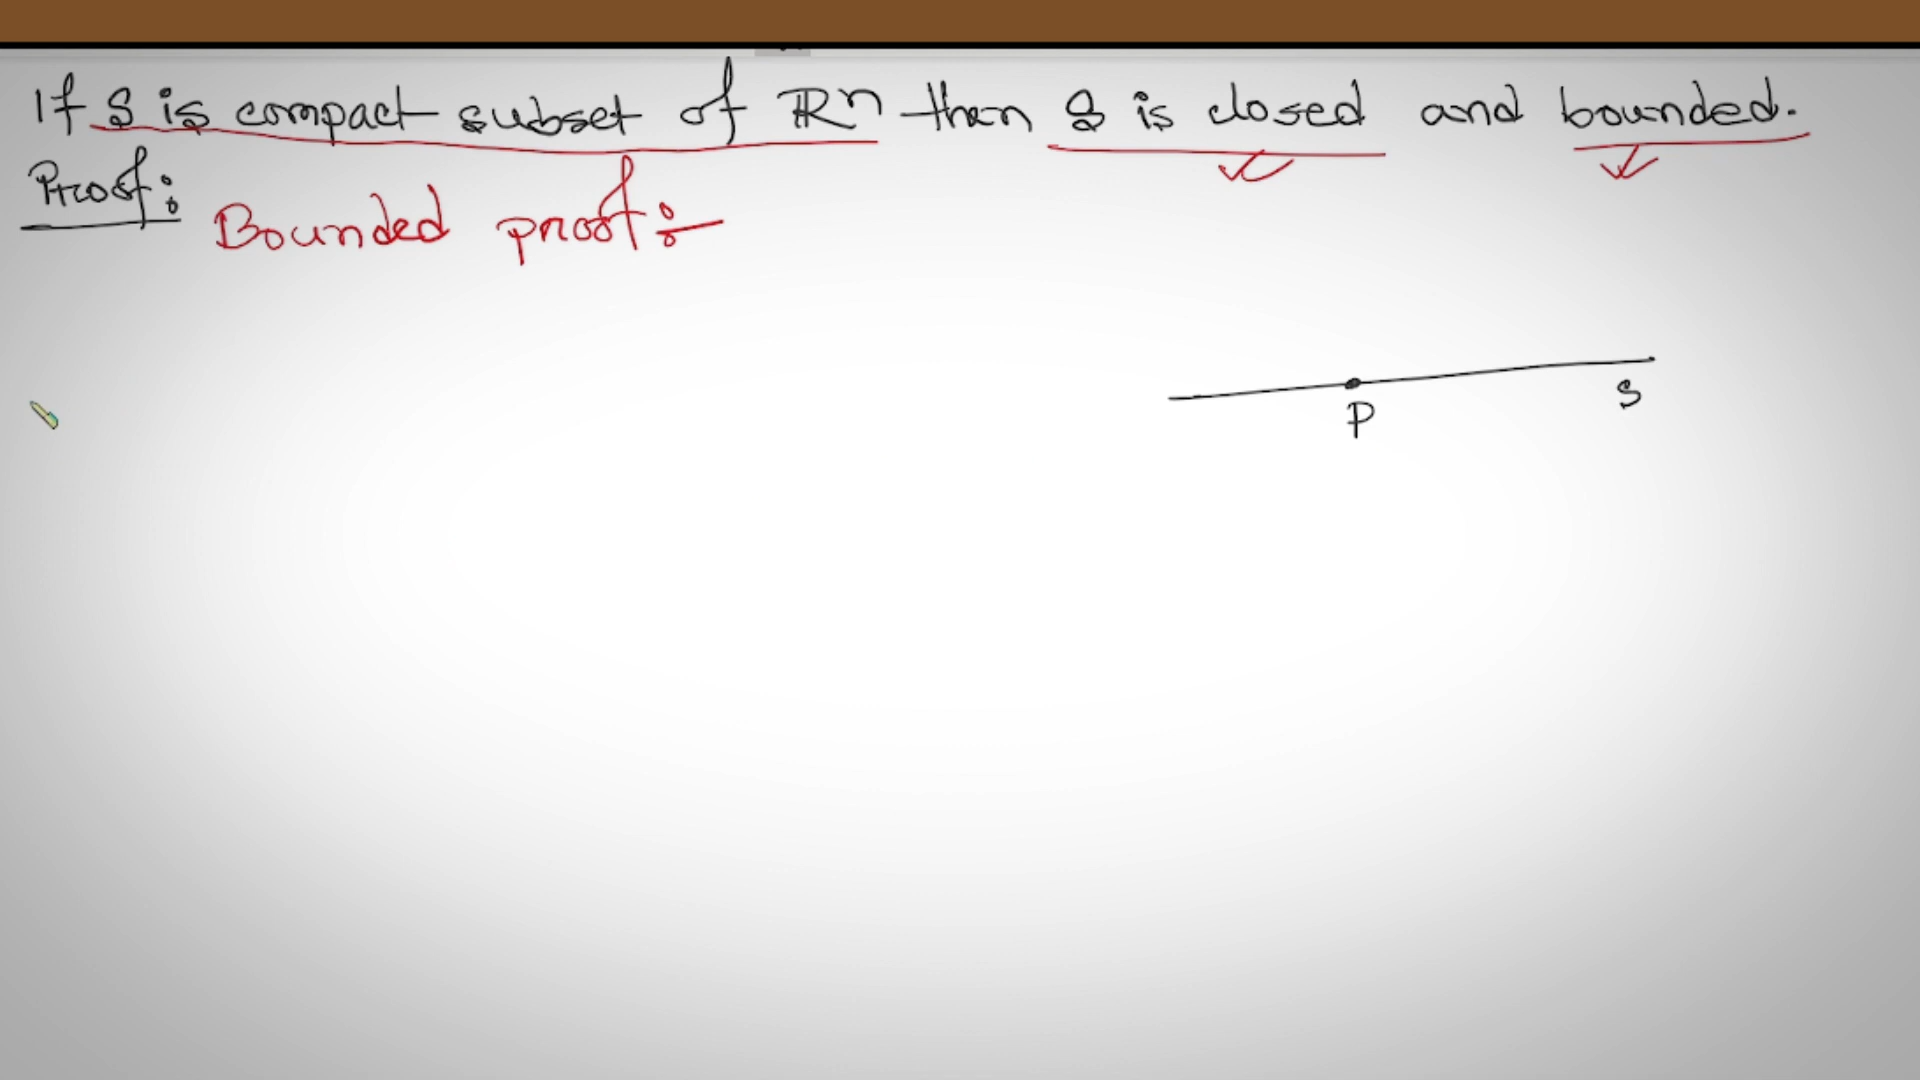 If S is compact subset of ℝⁿ then S is closed and bounded.
Proof:
Bounded proof:-
P
S